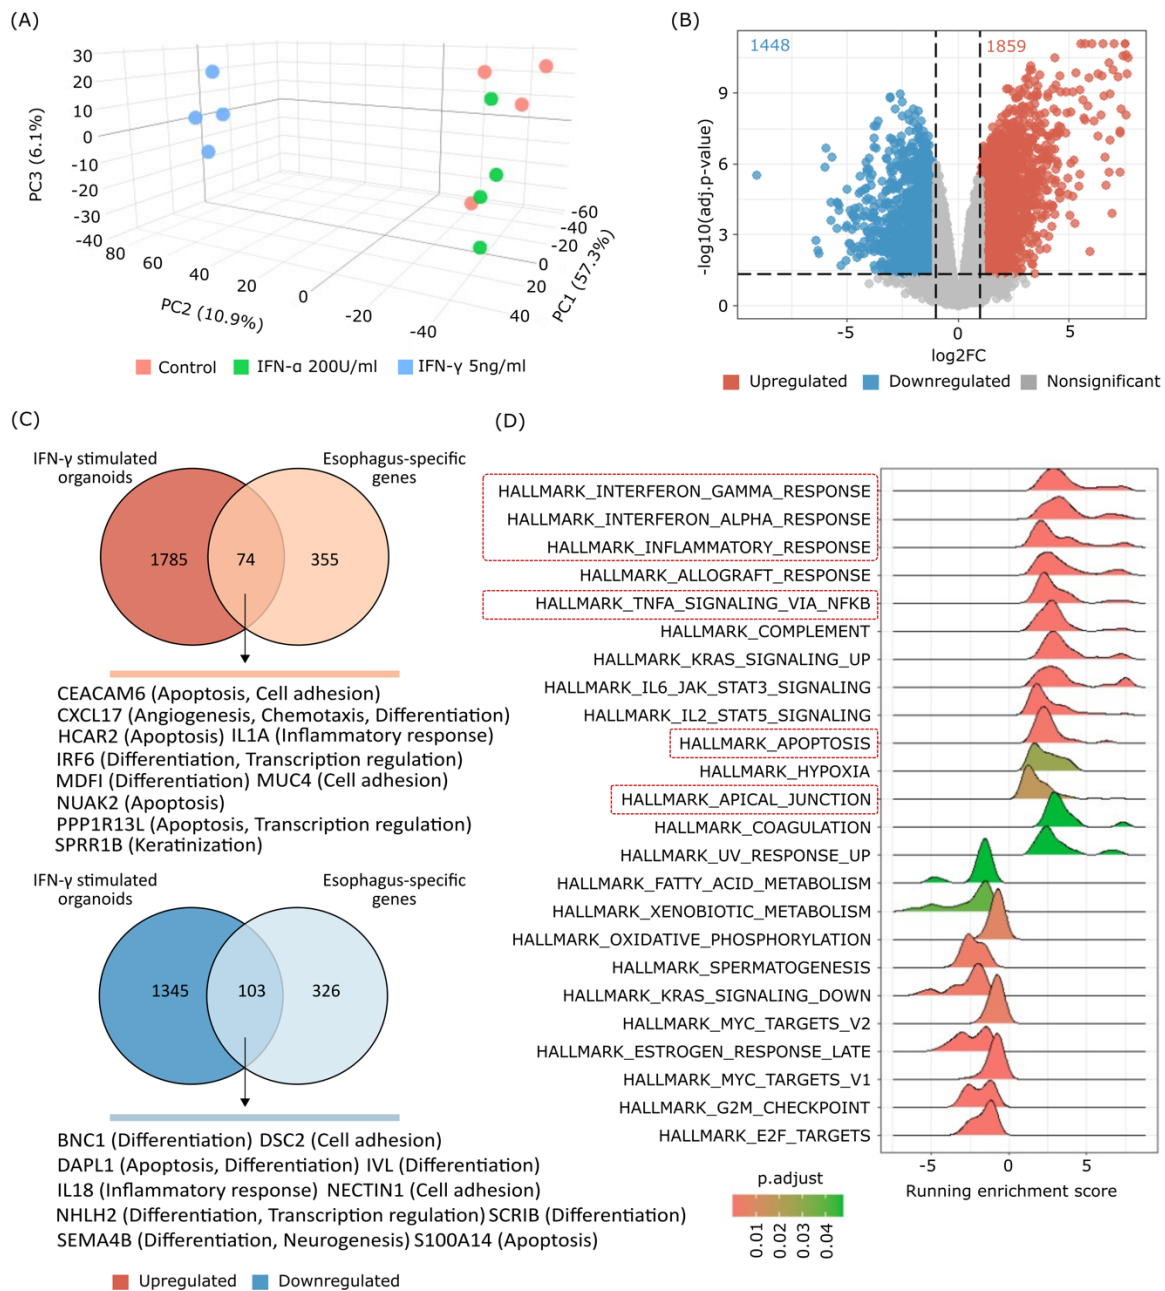 (A)
30
20
10
0
-10
-20
-30
-40
PC3 (6.1%)
80
60
40
20
0
-20
-40
PC2 (10.9%)
-60
-40
-20
0
20
40
PC1 (57.3%)
Control
IFN-α 200U/ml
IFN-γ 5ng/ml
(B)
1448
1859
9
6
3
0
-log10(adj.p-value)
-5
0
5
log2FC
Upregulated
Downregulated
Nonsignificant
(C)
IFN-γ stimulated
organoids
Esophagus-specific
genes
1785
74
355
CEACAM6 (Apoptosis, Cell adhesion)
CXCL17 (Angiogenesis, Chemotaxis, Differentiation)
HCAR2 (Apoptosis) IL1A (Inflammatory response)
IRF6 (Differentiation, Transcription regulation)
MDFI (Differentiation) MUC4 (Cell adhesion)
NUAK2 (Apoptosis)
PPP1R13L (Apoptosis, Transcription regulation)
SPRR1B (Keratinization)
IFN-γ stimulated
organoids
Esophagus-specific
genes
1345
103
326
BNC1 (Differentiation) DSC2 (Cell adhesion)
DAPL1 (Apoptosis, Differentiation) IVL (Differentiation)
IL18 (Inflammatory response) NECTIN1 (Cell adhesion)
NHLH2 (Differentiation, Transcription regulation) SCRIB (Differentiation)
SEMA4B (Differentiation, Neurogenesis) S100A14 (Apoptosis)
Upregulated
Downregulated
(D)
HALLMARK_INTERFERON_GAMMA_RESPONSE
HALLMARK_INTERFERON_ALPHA_RESPONSE
HALLMARK_INFLAMMATORY_RESPONSE
HALLMARK_ALLOGRAFT_RESPONSE
HALLMARK_TNFA_SIGNALING_VIA_NFKB
HALLMARK_COMPLEMENT
HALLMARK_KRAS_SIGNALING_UP
HALLMARK_IL6_JAK_STAT3_SIGNALING
HALLMARK_IL2_STAT5_SIGNALING
HALLMARK_APOPTOSIS
HALLMARK_HYPOXIA
HALLMARK_APICAL_JUNCTION
HALLMARK_COAGULATION
HALLMARK_UV_RESPONSE_UP
HALLMARK_FATTY_ACID_METABOLISM
HALLMARK_XENOBIOTIC_METABOLISM
HALLMARK_OXIDATIVE_PHOSPHORYLATION
HALLMARK_SPERMATOGENESIS
HALLMARK_KRAS_SIGNALING_DOWN
HALLMARK_MYC_TARGETS_V2
HALLMARK_ESTROGEN_RESPONSE_LATE
HALLMARK_MYC_TARGETS_V1
HALLMARK_G2M_CHECKPOINT
HALLMARK_E2F_TARGETS
-5
0
5
Running enrichment score
p.adjust
0.01
0.02
0.03
0.04